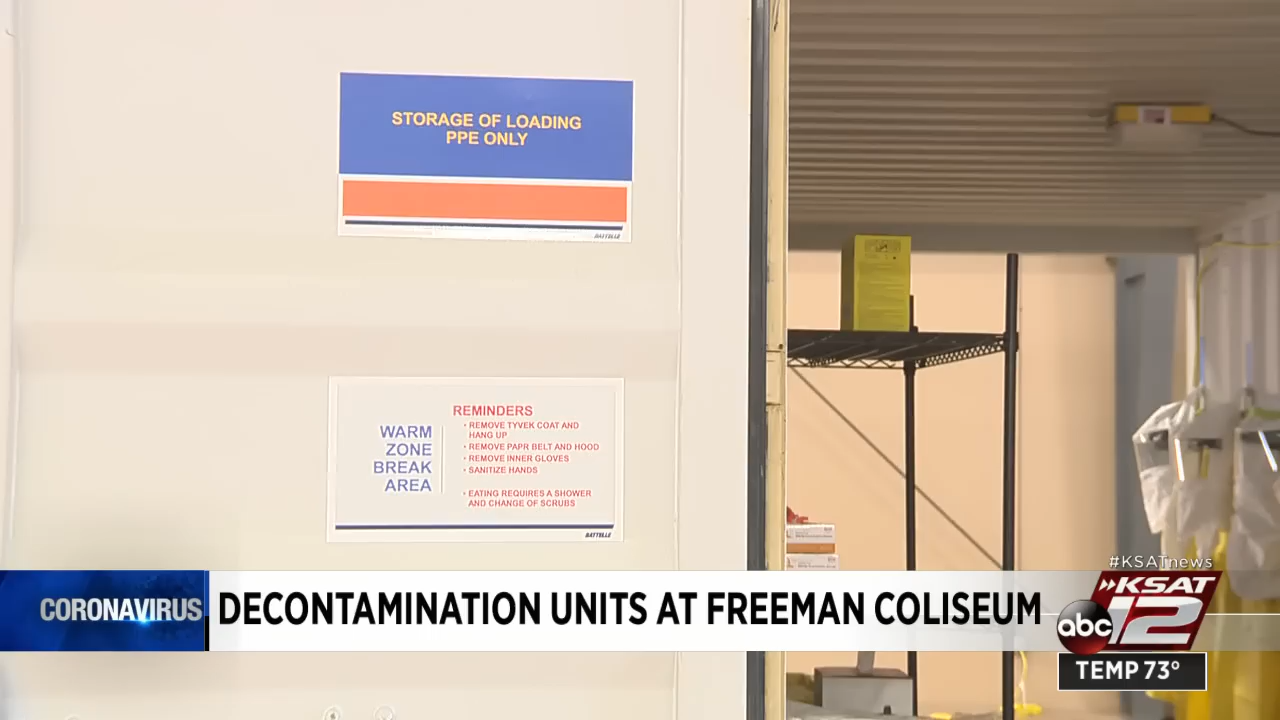 STORAGE OF LOADING
PPE ONLY
BATTELLE
WARM
ZONE
BREAK
AREA
REMINDERS
• REMOVE TYVEK COAT AND
HANG UP
• REMOVE PAPR BELT AND HOOD
• REMOVE INNER GLOVES
• SANITIZE HANDS
• EATING REQUIRES A SHOWER
AND CHANGE OF SCRUBS
BATTELLE
#KSATnews
CORONAVIRUS
DECONTAMINATION UNITS AT FREEMAN COLISEUM
KSAT
abc 12
TEMP 73°